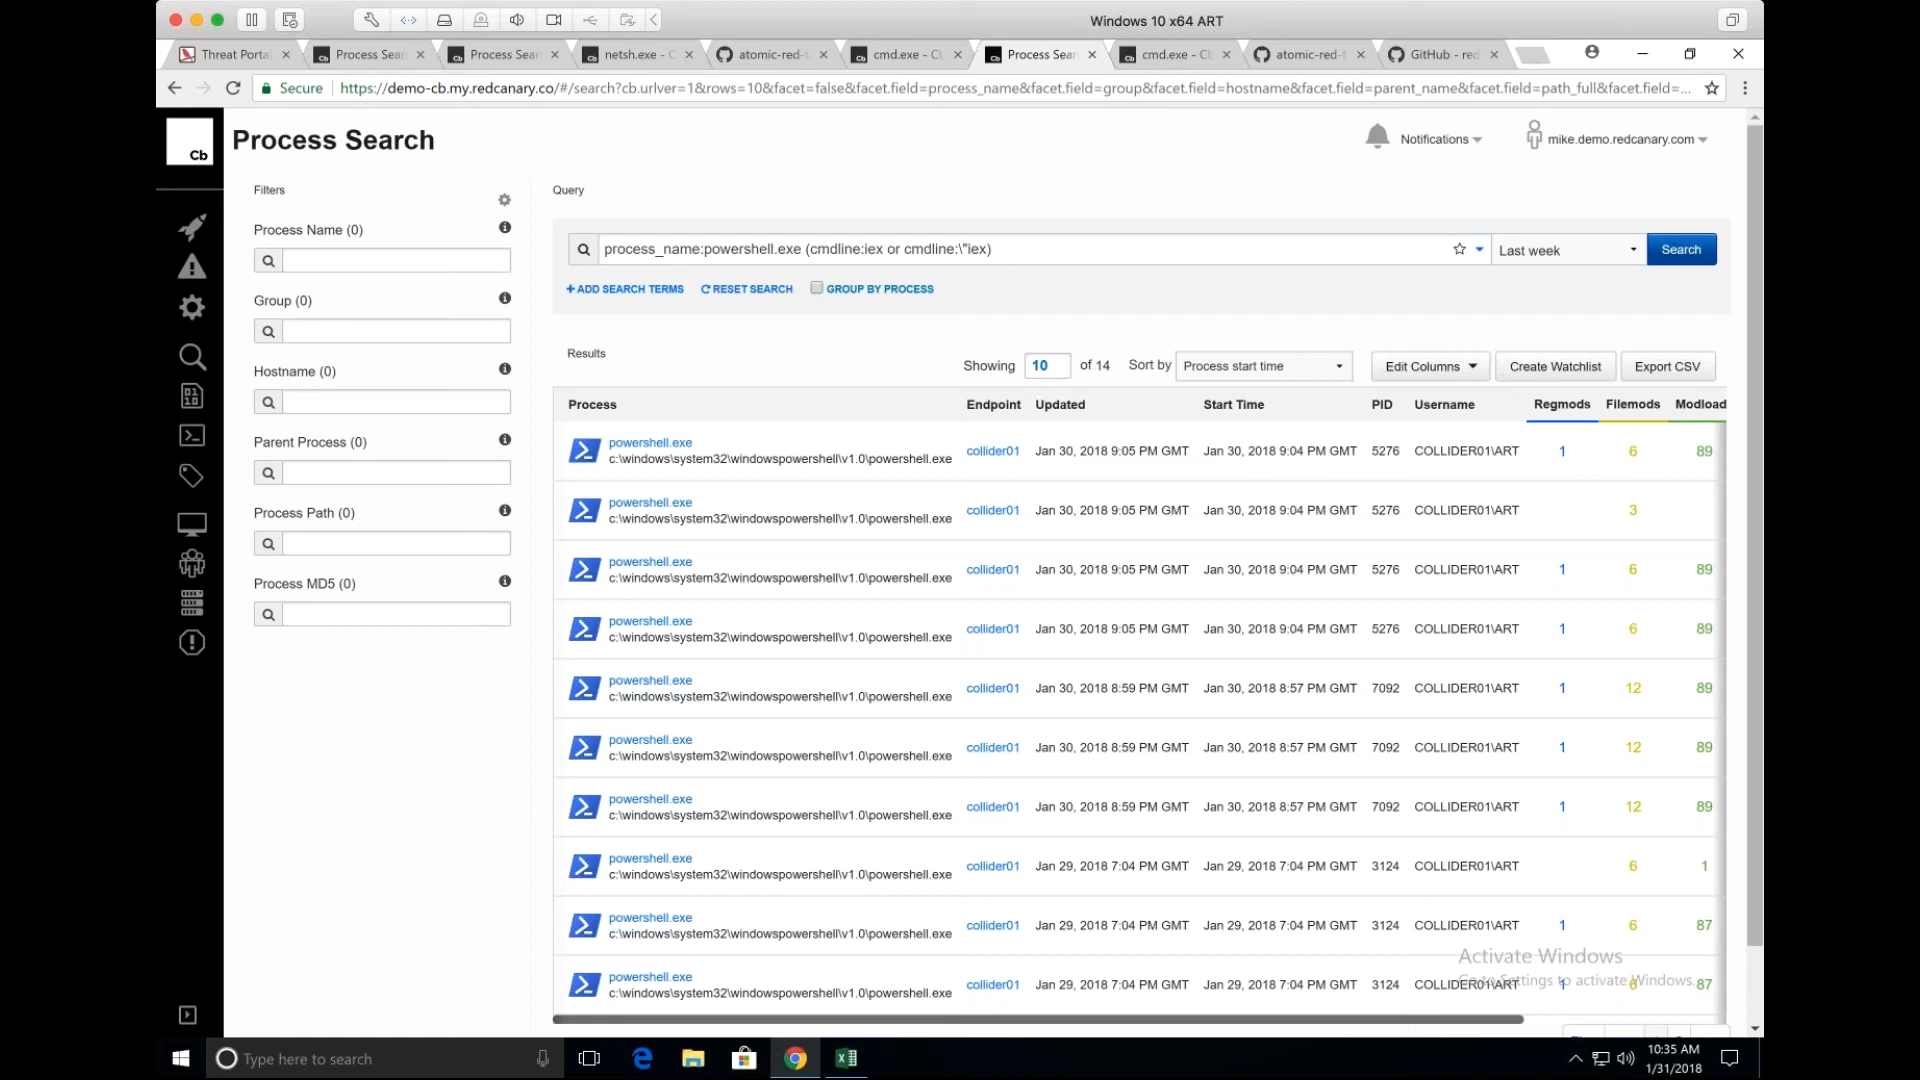 Windows 10 x64 ART
Threat Porta
Process Sear
Process Sear
netsh.exe - C
atomic-red-t
cmd.exe - Cb
Process Sear
cmd.exe - Cb
atomic-red-t
GitHub - red
Secure
https://demo-cb.my.redcanary.co/#/search?cb.urlver=1&rows=10&facet=false&facet.field=process_name&facet.field=group&facet.field=hostname&facet.field=parent_name&facet.field=path_full&facet.field=...
Cb
Process Search
Notifications
mike.demo.redcanary.com
Filters
Process Name (0)
Group (0)
Hostname (0)
Parent Process (0)
Process Path (0)
Process MD5 (0)
Query
process_name:powershell.exe (cmdline:iex or cmdline:\"iex)
Last week
Search
+ADD SEARCH TERMS
RESET SEARCH
GROUP BY PROCESS
Results
Showing 10 of 14
Sort by Process start time
Edit Columns
Create Watchlist
Export CSV
Process Endpoint Updated Start Time PID Username Regmods Filemods Modload
powershell.exe
c:\windows\system32\windowspowershell\v1.0\powershell.exe collider01 Jan 30, 2018 9:05 PM GMT Jan 30, 2018 9:04 PM GMT 5276 COLLIDER01\ART 1 6 89
powershell.exe
c:\windows\system32\windowspowershell\v1.0\powershell.exe collider01 Jan 30, 2018 9:05 PM GMT Jan 30, 2018 9:04 PM GMT 5276 COLLIDER01\ART 3
powershell.exe
c:\windows\system32\windowspowershell\v1.0\powershell.exe collider01 Jan 30, 2018 9:05 PM GMT Jan 30, 2018 9:04 PM GMT 5276 COLLIDER01\ART 1 6 89
powershell.exe
c:\windows\system32\windowspowershell\v1.0\powershell.exe collider01 Jan 30, 2018 9:05 PM GMT Jan 30, 2018 9:04 PM GMT 5276 COLLIDER01\ART 1 6 89
powershell.exe
c:\windows\system32\windowspowershell\v1.0\powershell.exe collider01 Jan 30, 2018 8:59 PM GMT Jan 30, 2018 8:57 PM GMT 7092 COLLIDER01\ART 1 12 89
powershell.exe
c:\windows\system32\windowspowershell\v1.0\powershell.exe collider01 Jan 30, 2018 8:59 PM GMT Jan 30, 2018 8:57 PM GMT 7092 COLLIDER01\ART 1 12 89
powershell.exe
c:\windows\system32\windowspowershell\v1.0\powershell.exe collider01 Jan 30, 2018 8:59 PM GMT Jan 30, 2018 8:57 PM GMT 7092 COLLIDER01\ART 1 12 89
powershell.exe
c:\windows\system32\windowspowershell\v1.0\powershell.exe collider01 Jan 29, 2018 7:04 PM GMT Jan 29, 2018 7:04 PM GMT 3124 COLLIDER01\ART 6 1
powershell.exe
c:\windows\system32\windowspowershell\v1.0\powershell.exe collider01 Jan 29, 2018 7:04 PM GMT Jan 29, 2018 7:04 PM GMT 3124 COLLIDER01\ART 1 6 87
powershell.exe
c:\windows\system32\windowspowershell\v1.0\powershell.exe collider01 Jan 29, 2018 7:04 PM GMT Jan 29, 2018 7:04 PM GMT 3124 COLLIDER01\ART 1 6 87
Activate Windows
Go to Settings to activate Windows.
Type here to search
10:35 AM
1/31/2018